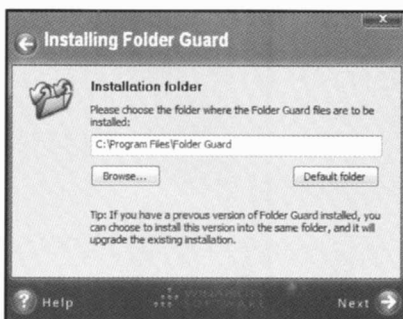 Installing Folder Guard
Installation folder
Please choose the folder where the Folder Guard files are to be
installed:
C:\Program Files\Folder Guard
Browse...
Default folder
Tip: If you have a prevous version of Folder Guard installed, you
can choose to install this version into the same folder, and it will
upgrade the existing installation.
? Help
WINABILITY
SOFTWARE
Next